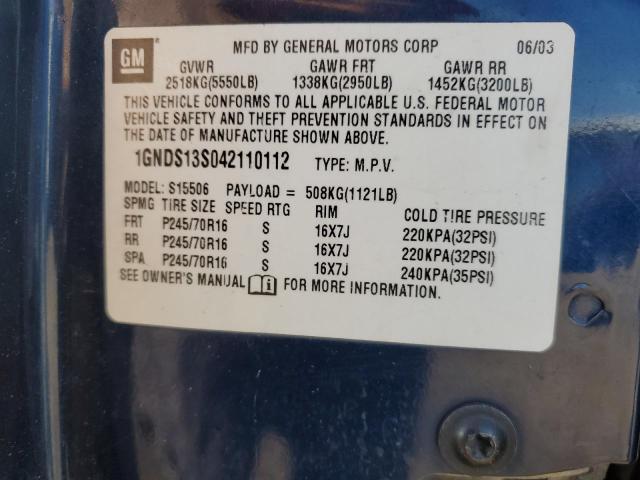 GM®
MFD BY GENERAL MOTORS CORP 06/03
GVWR GAWR FRT GAWR RR
2518KG(5550LB) 1338KG(2950LB) 1452KG(3200LB)
THIS VEHICLE CONFORMS TO ALL APPLICABLE U.S. FEDERAL MOTOR
VEHICLE SAFETY AND THEFT PREVENTION STANDARDS IN EFFECT ON
THE DATE OF MANUFACTURE SHOWN ABOVE.
1GNDS13S042110112 TYPE: M.P.V.
MODEL: S15506 PAYLOAD = 508KG(1121LB)
SPMG TIRE SIZE SPEED RTG RIM COLD TIRE PRESSURE
FRT P245/70R16 S 16X7J 220KPA(32PSI)
RR P245/70R16 S 16X7J 220KPA(32PSI)
SPA P245/70R16 S 16X7J 240KPA(35PSI)
SEE OWNER'S MANUAL FOR MORE INFORMATION.